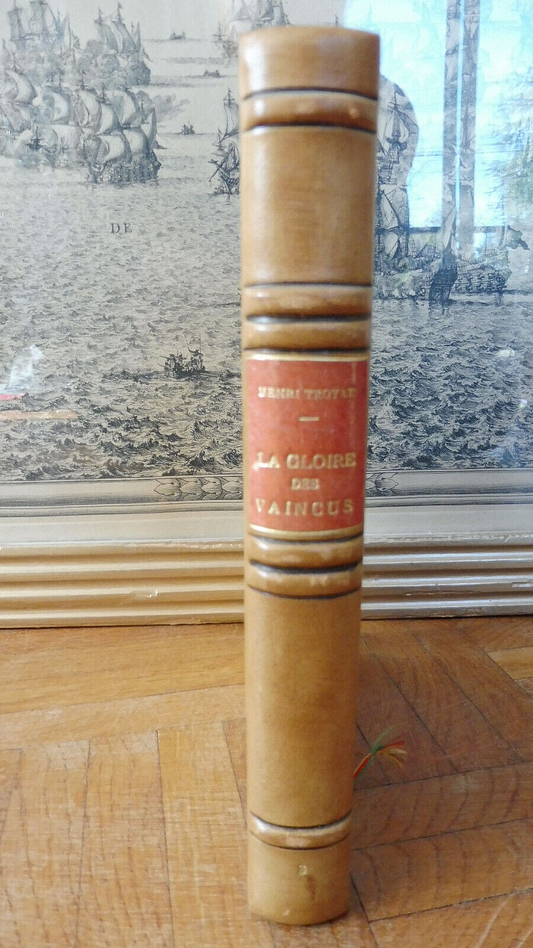 DE
HENRI TROYAT
LA GLOIRE
DES
VAINCUS